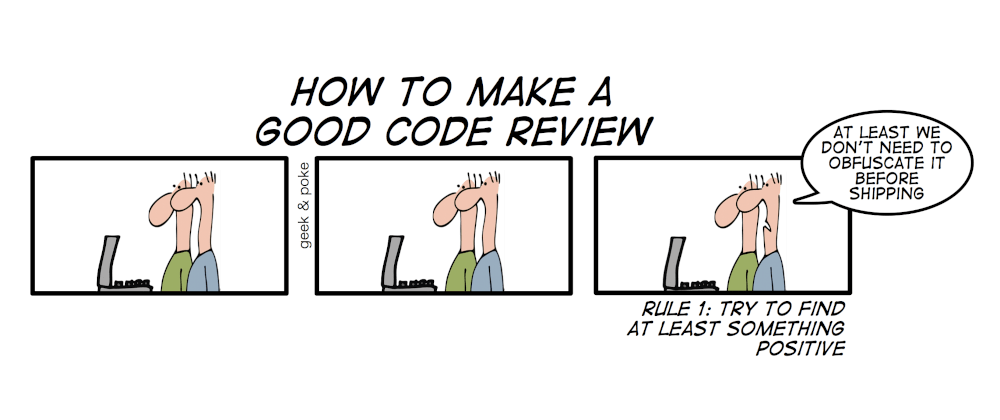 HOW TO MAKE A
GOOD CODE REVIEW
geek & poke
AT LEAST WE
DON'T NEED TO
OBFUSCATE IT
BEFORE
SHIPPING
RULE 1: TRY TO FIND
AT LEAST SOMETHING
POSITIVE